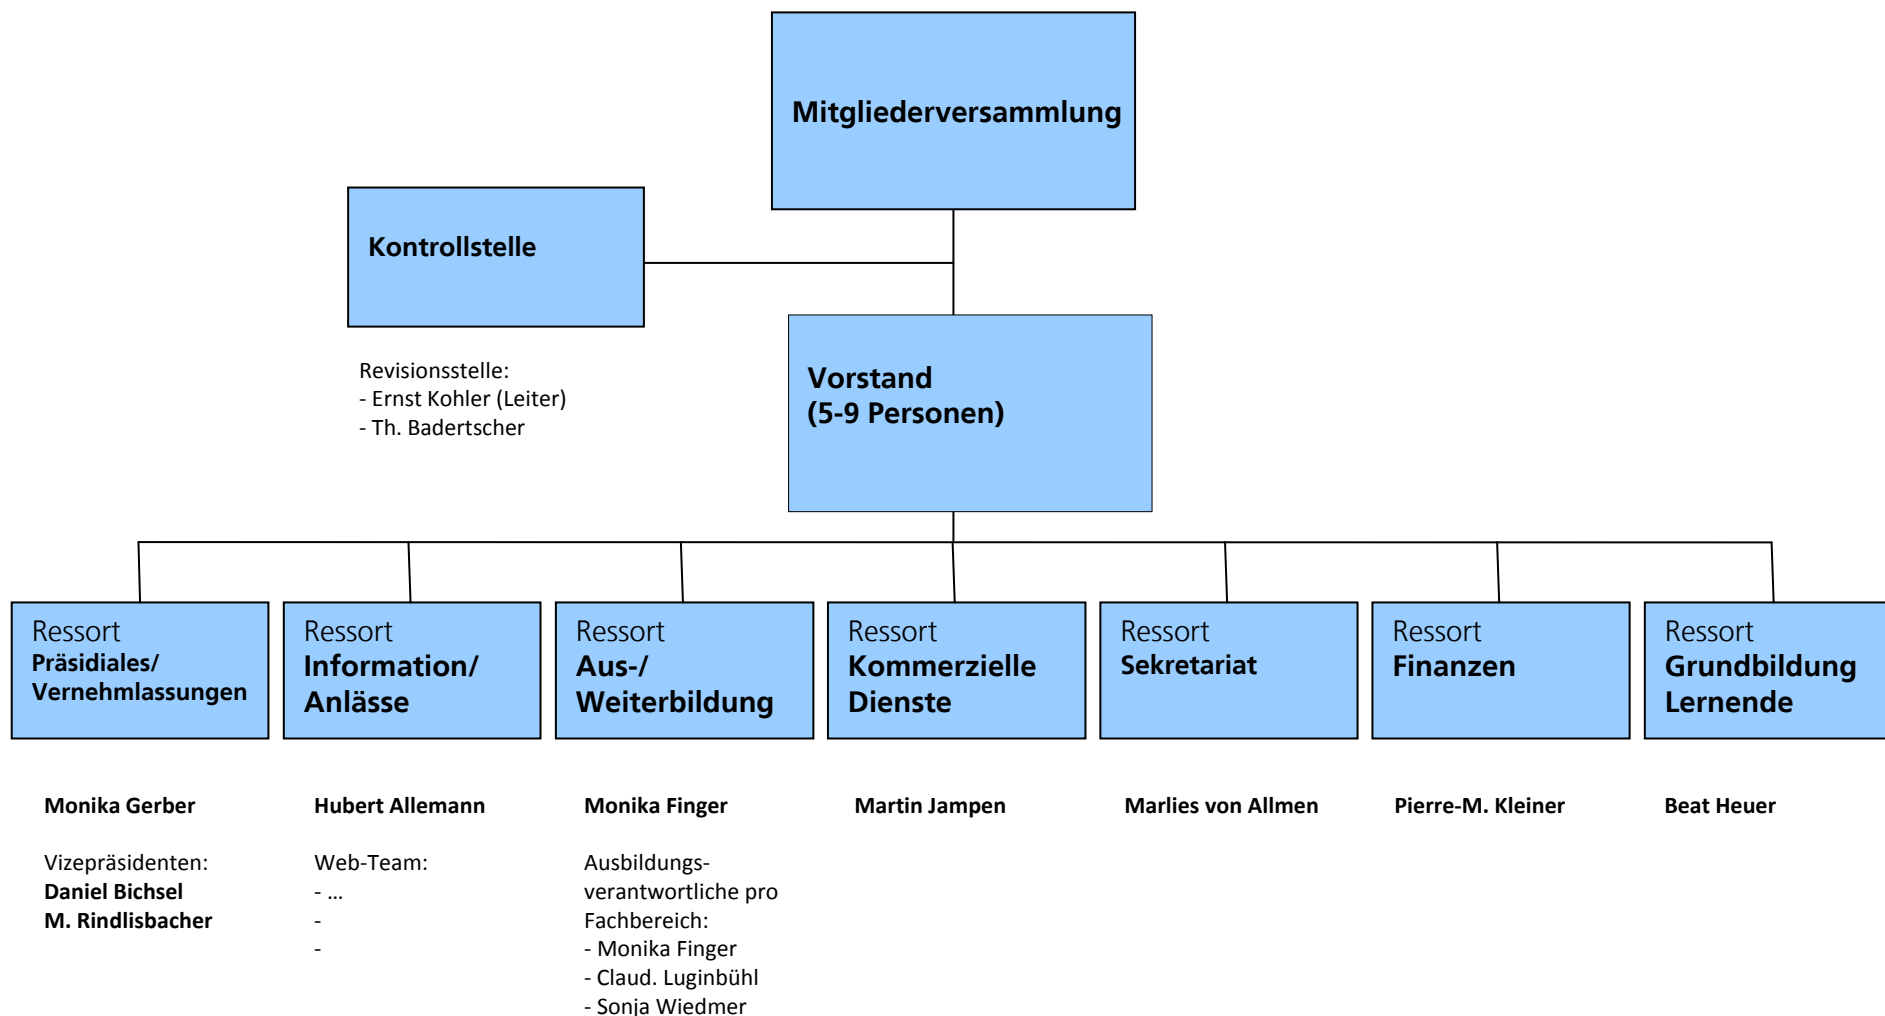 Mitgliederversammlung
Kontrollstelle
Revisionsstelle:
- Ernst Kohler (Leiter)
- Th. Badertscher
Vorstand
(5-9 Personen)
Ressort
Präsidiales/
Vernehmlassungen
Ressort
Information/
Anlässe
Ressort
Aus-/
Weiterbildung
Ressort
Kommerzielle
Dienste
Ressort
Sekretariat
Ressort
Finanzen
Ressort
Grundbildung
Lernende
Monika Gerber
Vizepräsidenten:
Daniel Bichsel
M. Rindlisbacher
Hubert Allemann
Web-Team:
- ...
-
-
Monika Finger
Ausbildungs-
verantwortliche pro
Fachbereich:
- Monika Finger
- Claud. Luginbühl
- Sonja Wiedmer
Martin Jampen
Marlies von Allmen
Pierre-M. Kleiner
Beat Heuer